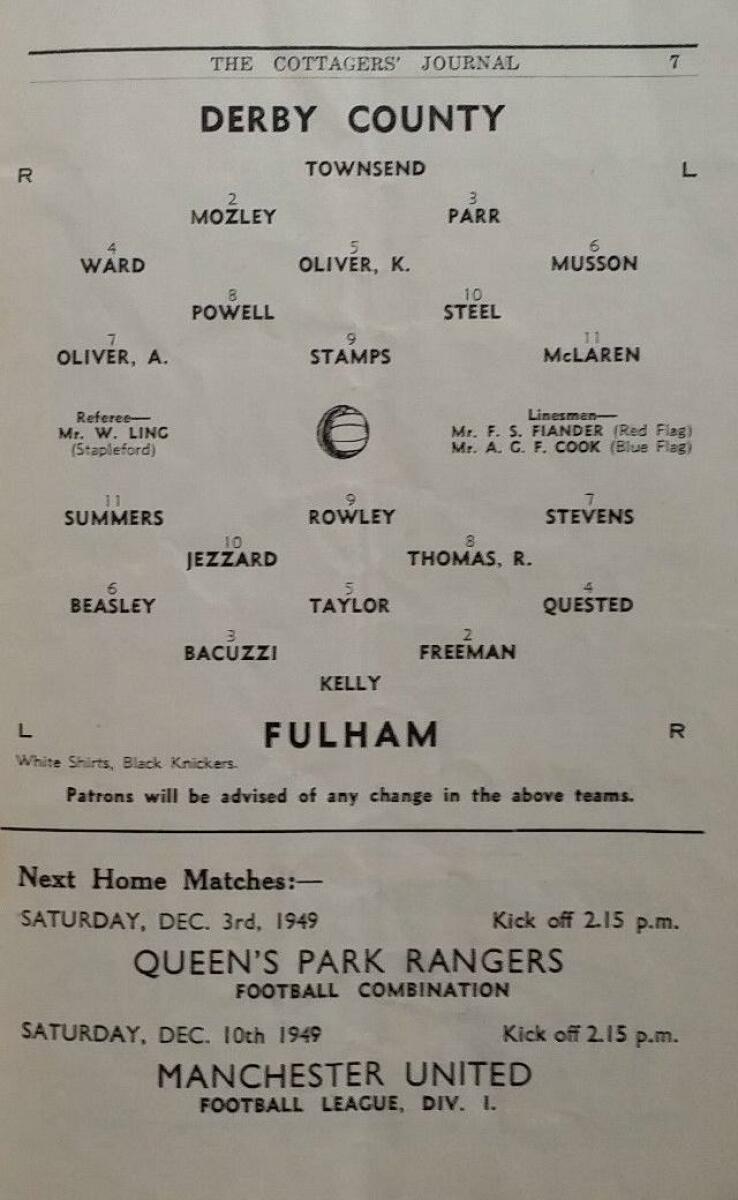 THE COTTAGERS' JOURNAL 7
DERBY COUNTY
R TOWNSEND L
2 3
MOZLEY PARR
4 5 6
WARD OLIVER, K. MUSSON
8 10
POWELL STEEL
7 9 11
OLIVER, A. STAMPS McLAREN
Referee— Linesmen—
Mr. W. LING Mr. F. S. FIANDER (Red Flag)
(Stapleford) Mr. A. G. F. COOK (Blue Flag)
11 9 7
SUMMERS ROWLEY STEVENS
10 8
JEZZARD THOMAS, R.
6 5 4
BEASLEY TAYLOR QUESTED
3 2
BACUZZI FREEMAN
KELLY
L FULHAM R
White Shirts, Black Knickers.
Patrons will be advised of any change in the above teams.
Next Home Matches:—
SATURDAY, DEC. 3rd, 1949 Kick off 2.15 p.m.
QUEEN'S PARK RANGERS
FOOTBALL COMBINATION
SATURDAY, DEC. 10th 1949 Kick off 2.15 p.m.
MANCHESTER UNITED
FOOTBALL LEAGUE, DIV. I.